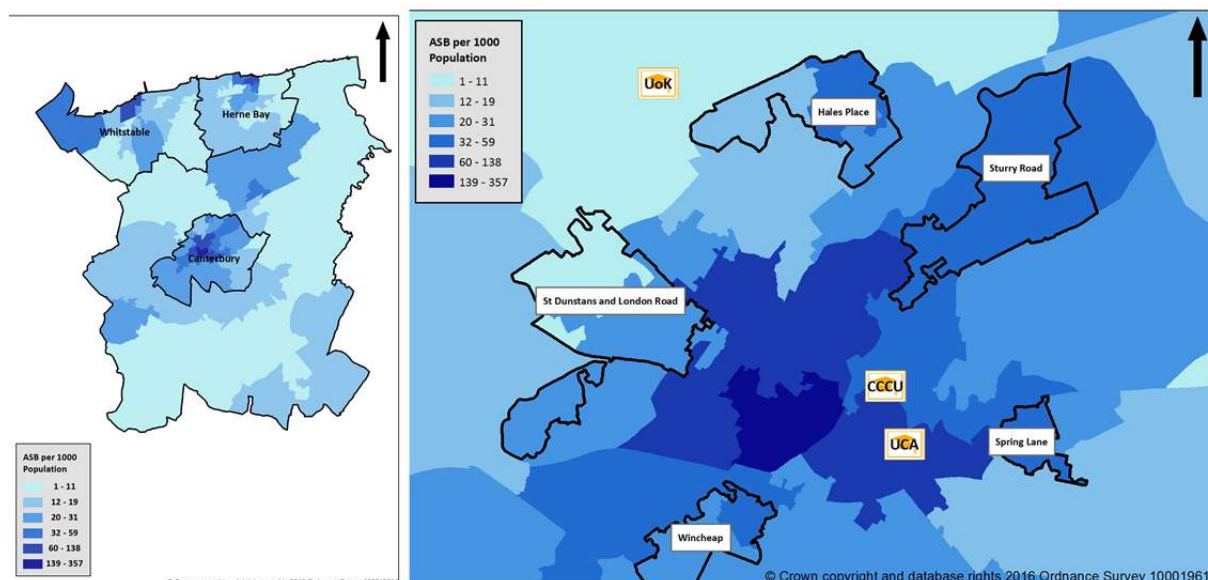 Whitstable
Herne Bay
Canterbury
ASB per 1000
Population
1 - 11
12 - 19
20 - 31
32 - 59
60 - 138
139 - 357
ASB per 1000
Population
1 - 11
12 - 19
20 - 31
32 - 59
60 - 138
139 - 357
UoK
Hales Place
Sturry Road
St Dunstans and London Road
CCCU
UCA
Spring Lane
Wincheap
© Crown copyright and database rights 2016 Ordnance Survey 10001961